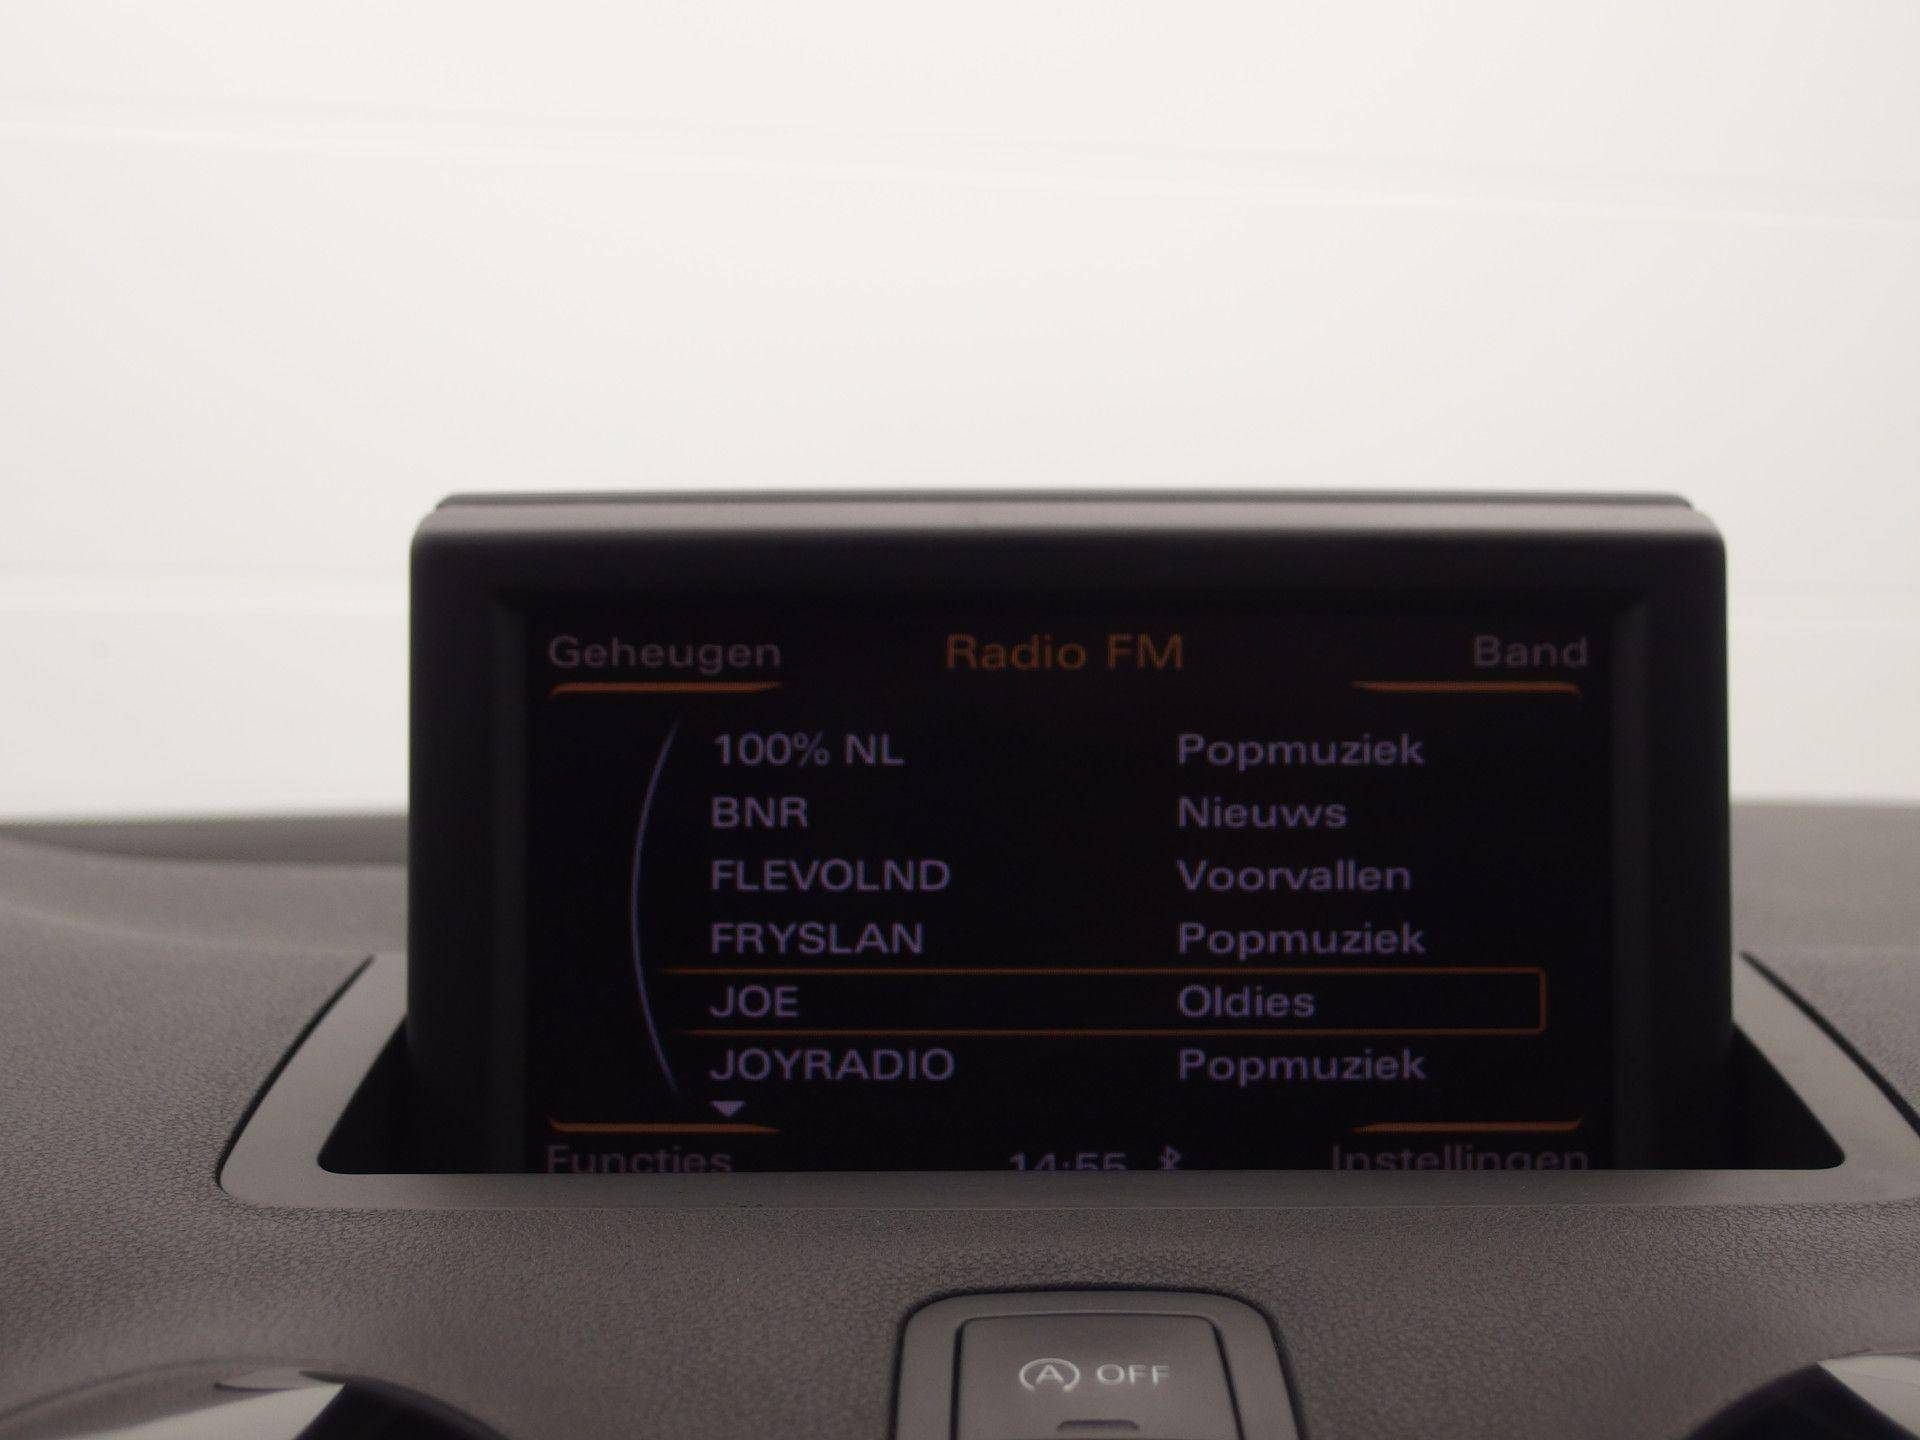 Geheugen Radio FM Band
100% NL Popmuziek
BNR Nieuws
FLEVOLND Voorvallen
FRYSLAN Popmuziek
JOE Oldies
JOYRADIO Popmuziek
Functies 14:55 Instellingen
A OFF